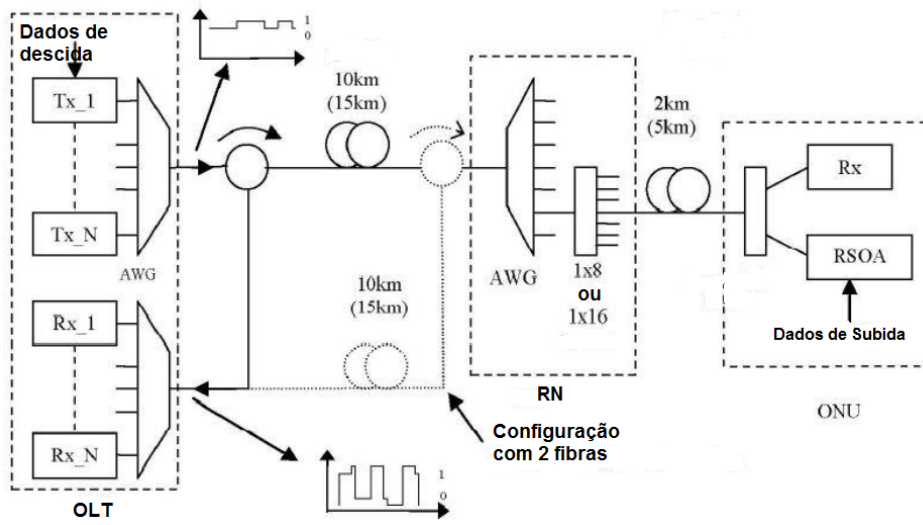 Dados de
descida
1
0
Tx_1
Tx_N
AWG
10km
(15km)
2km
(5km)
Rx
RSOA
Dados de Subida
ONU
AWG
1x8
ou
1x16
RN
10km
(15km)
Configuração
com 2 fibras
Rx_1
Rx_N
OLT
1
0